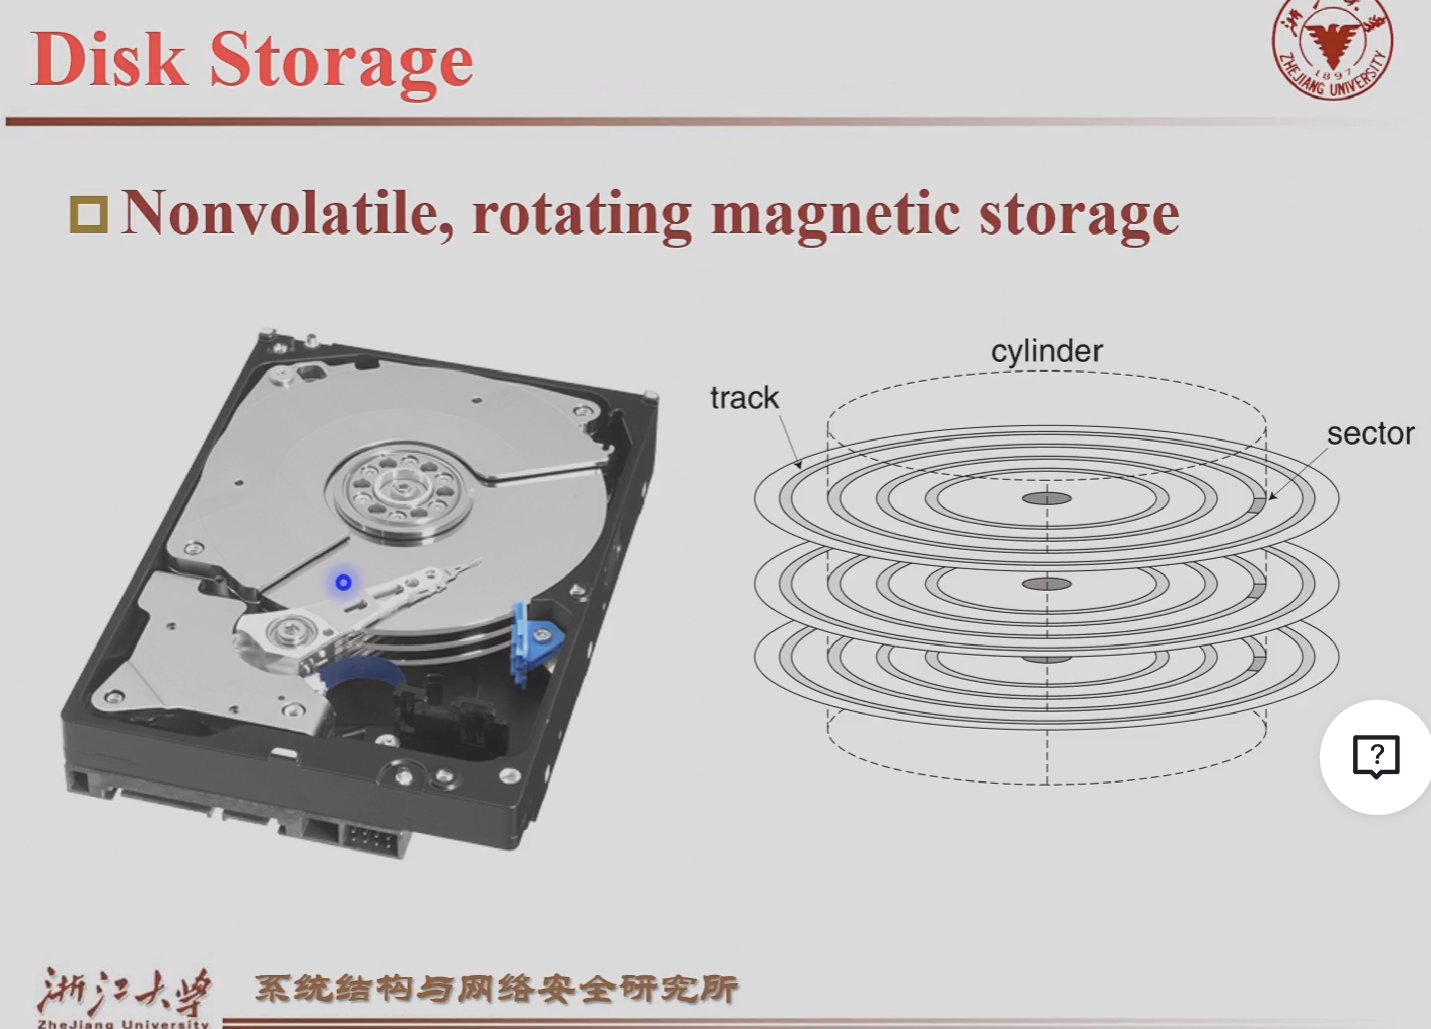 Disk Storage
ZHEJIANG UNIVERSITY
1897
Nonvolatile, rotating magnetic storage
cylinder
track
sector
?
浙江大学
ZheJiang University
系统结构与网络安全研究所